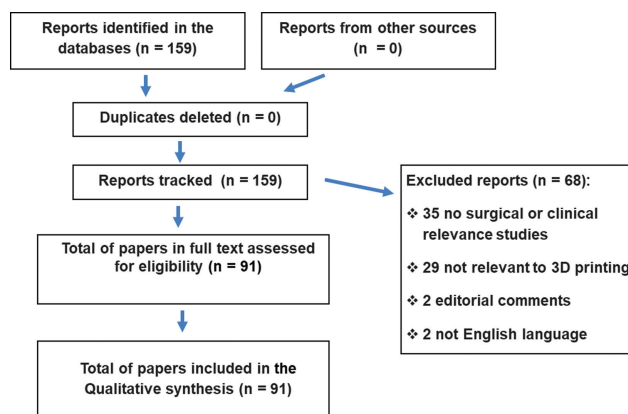 Reports identified in the
databases (n = 159)
Reports from other sources
(n = 0)
Duplicates deleted (n = 0)
Reports tracked (n = 159)
Excluded reports (n = 68):
❖ 35 no surgical or clinical
relevance studies
❖ 29 not relevant to 3D printing
❖ 2 editorial comments
❖ 2 not English language
Total of papers in full text assessed
for eligibility (n = 91)
Total of papers included in the
Qualitative synthesis (n = 91)